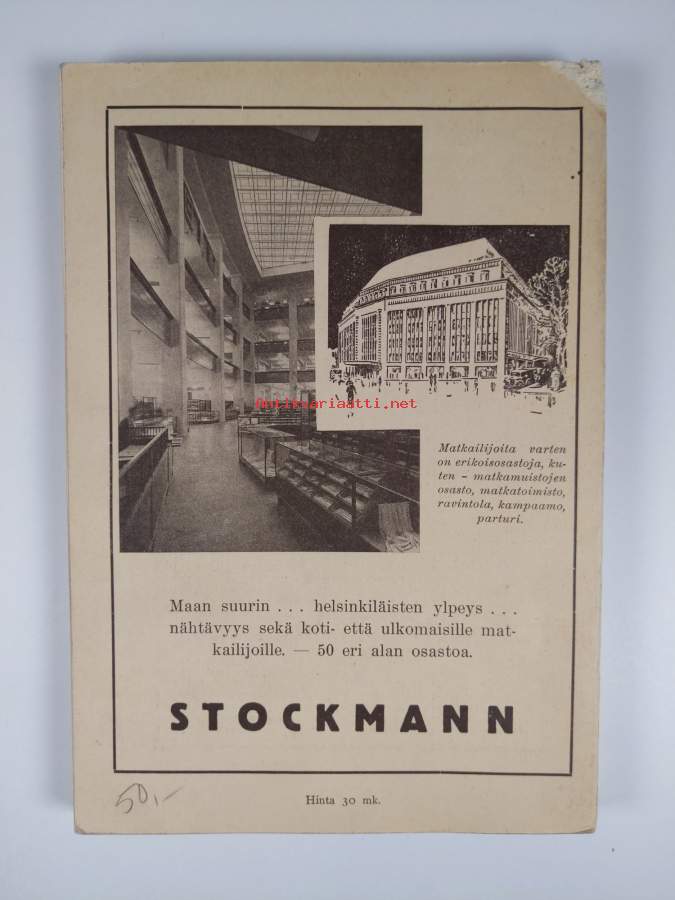 antikvariaatti.net
Matkailijoita varten
on erikoisosastoja, ku-
ten – matkamuistojen
osasto, matkatoimisto,
ravintola, kampaamo,
parturi.
Maan suurin . . . helsinkiläisten ylpeys . . .
nähtävyys sekä koti- että ulkomaisille mat-
kailijoille. — 50 eri alan osastoa.
STOCKMANN
50,-
Hinta 30 mk.